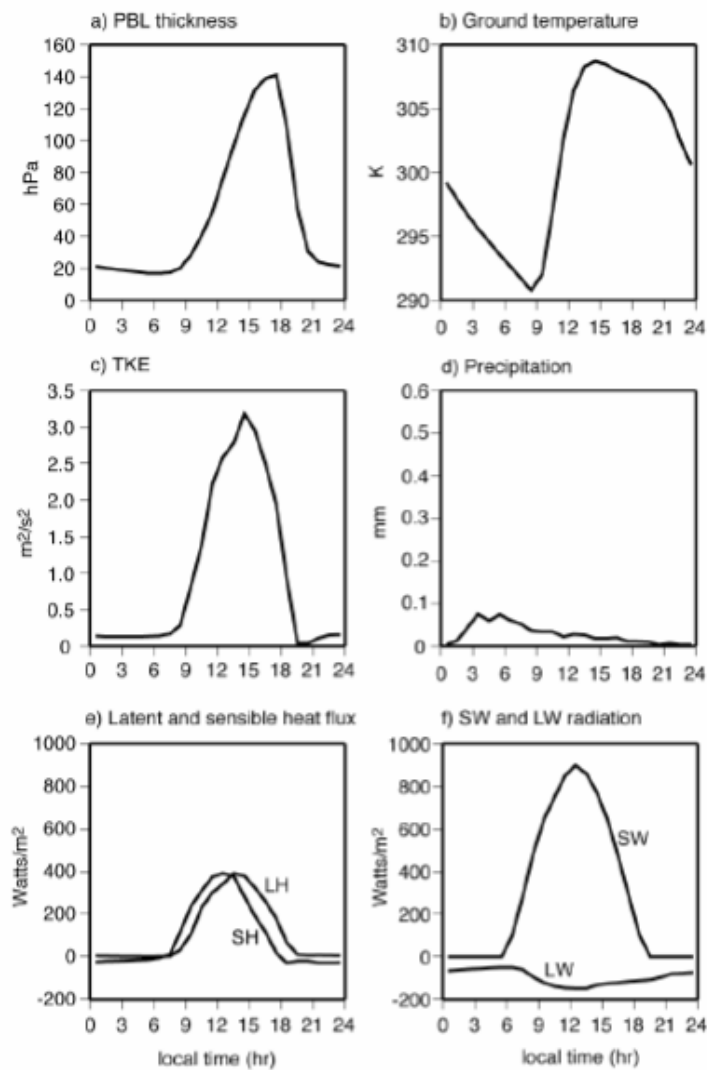 a) PBL thickness
160
140
120
100
80
60
40
20
0
hPa
0 3 6 9 12 15 18 21 24
b) Ground temperature
310
305
300
295
290
K
0 3 6 9 12 15 18 21 24
c) TKE
3.5
3.0
2.5
2.0
1.5
1.0
0.5
0
m²/s²
0 3 6 9 12 15 18 21 24
d) Precipitation
0.6
0.5
0.4
0.3
0.2
0.1
0
mm
0 3 6 9 12 15 18 21 24
e) Latent and sensible heat flux
1000
800
600
400
200
0
-200
Watts/m²
LH
SH
0 3 6 9 12 15 18 21 24
local time (hr)
f) SW and LW radiation
1000
800
600
400
200
0
-200
Watts/m²
SW
LW
0 3 6 9 12 15 18 21 24
local time (hr)